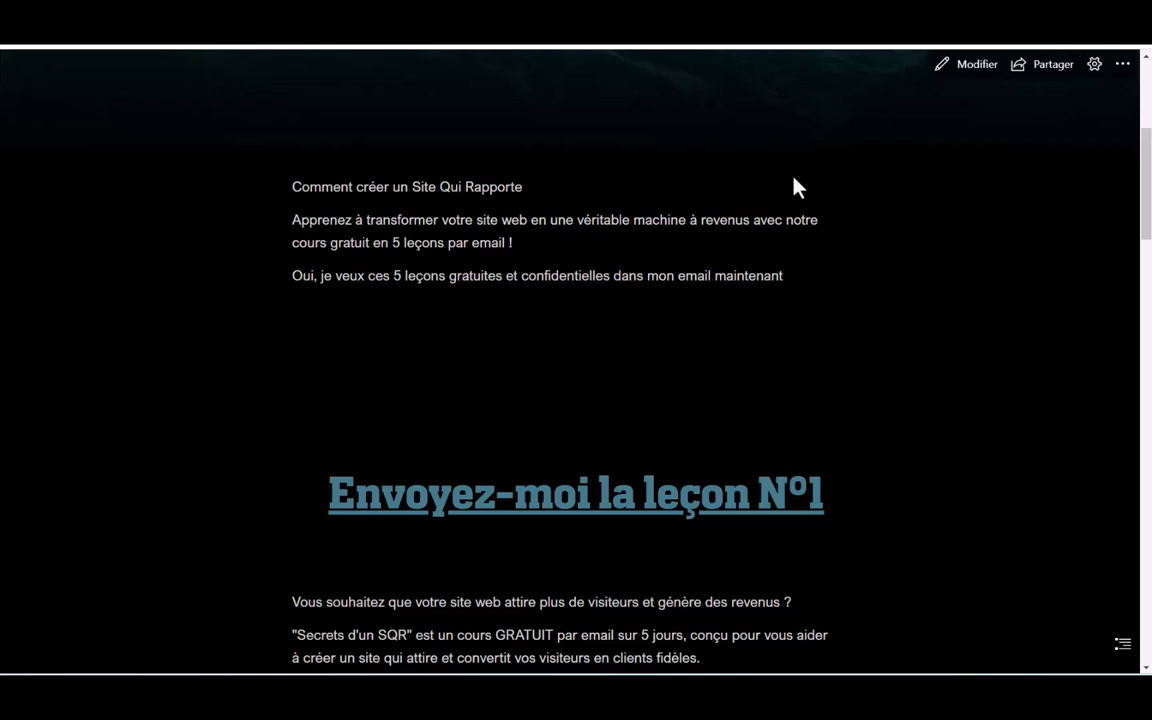 Modifier Partager
Comment créer un Site Qui Rapporte
Apprenez à transformer votre site web en une véritable machine à revenus avec notre
cours gratuit en 5 leçons par email !
Oui, je veux ces 5 leçons gratuites et confidentielles dans mon email maintenant
Envoyez-moi la leçon N°1
Vous souhaitez que votre site web attire plus de visiteurs et génère des revenus ?
"Secrets d'un SQR" est un cours GRATUIT par email sur 5 jours, conçu pour vous aider
à créer un site qui attire et convertit vos visiteurs en clients fidèles.